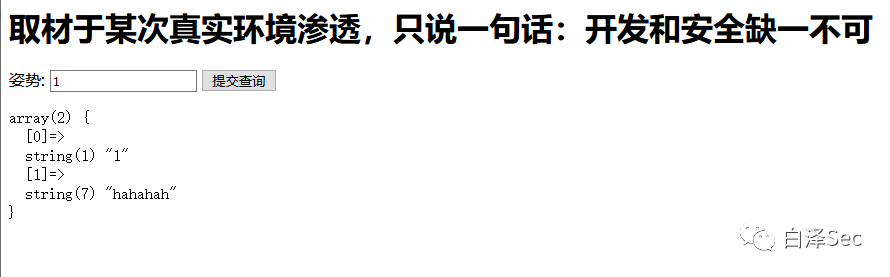 取材于某次真实环境渗透，只说一句话：开发和安全缺一不可
姿势: 1 提交查询
array(2) {
  [0]=>
  string(1) "1"
  [1]=>
  string(7) "hahahah"
}
白泽Sec